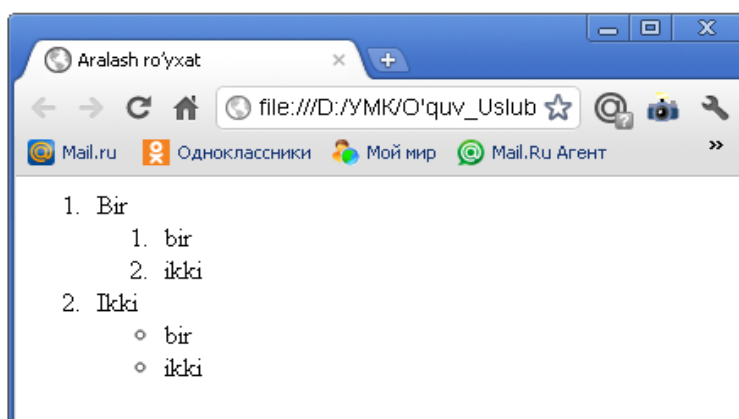 Aralash ro'yxat
file:///D:/УМК/O'quv_Uslub
Mail.ru Одноклассники Мой мир Mail.Ru Агент »
1. Bir
1. bir
2. ikki
2. Ikki
bir
ikki